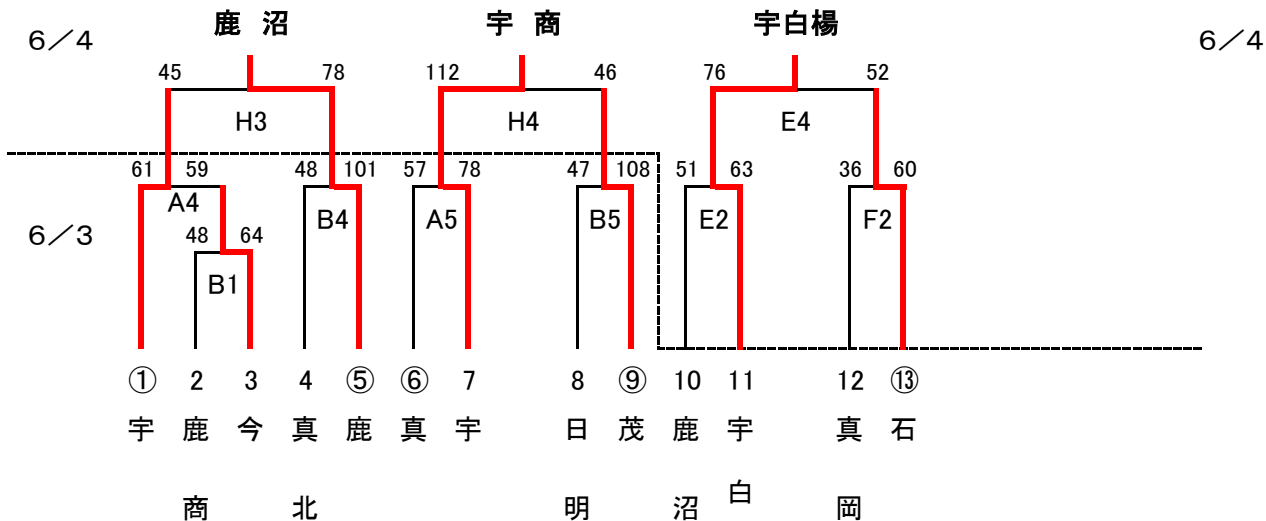 鹿 沼 宇 商 宇白楊
6／4 6／4
45 78 112 46 76 52
H3 H4 E4
61 59 48 101 57 78 47 108 51 63 36 60
A4 B4 A5 B5 E2 F2
6／3
48 64
B1
① 2 3 4 ⑤ ⑥ 7 8 ⑨ 10 11 12 ⑬
宇 鹿 今 真 鹿 真 宇 日 茂 鹿 宇 真 石
商 北 明 沼 白 岡